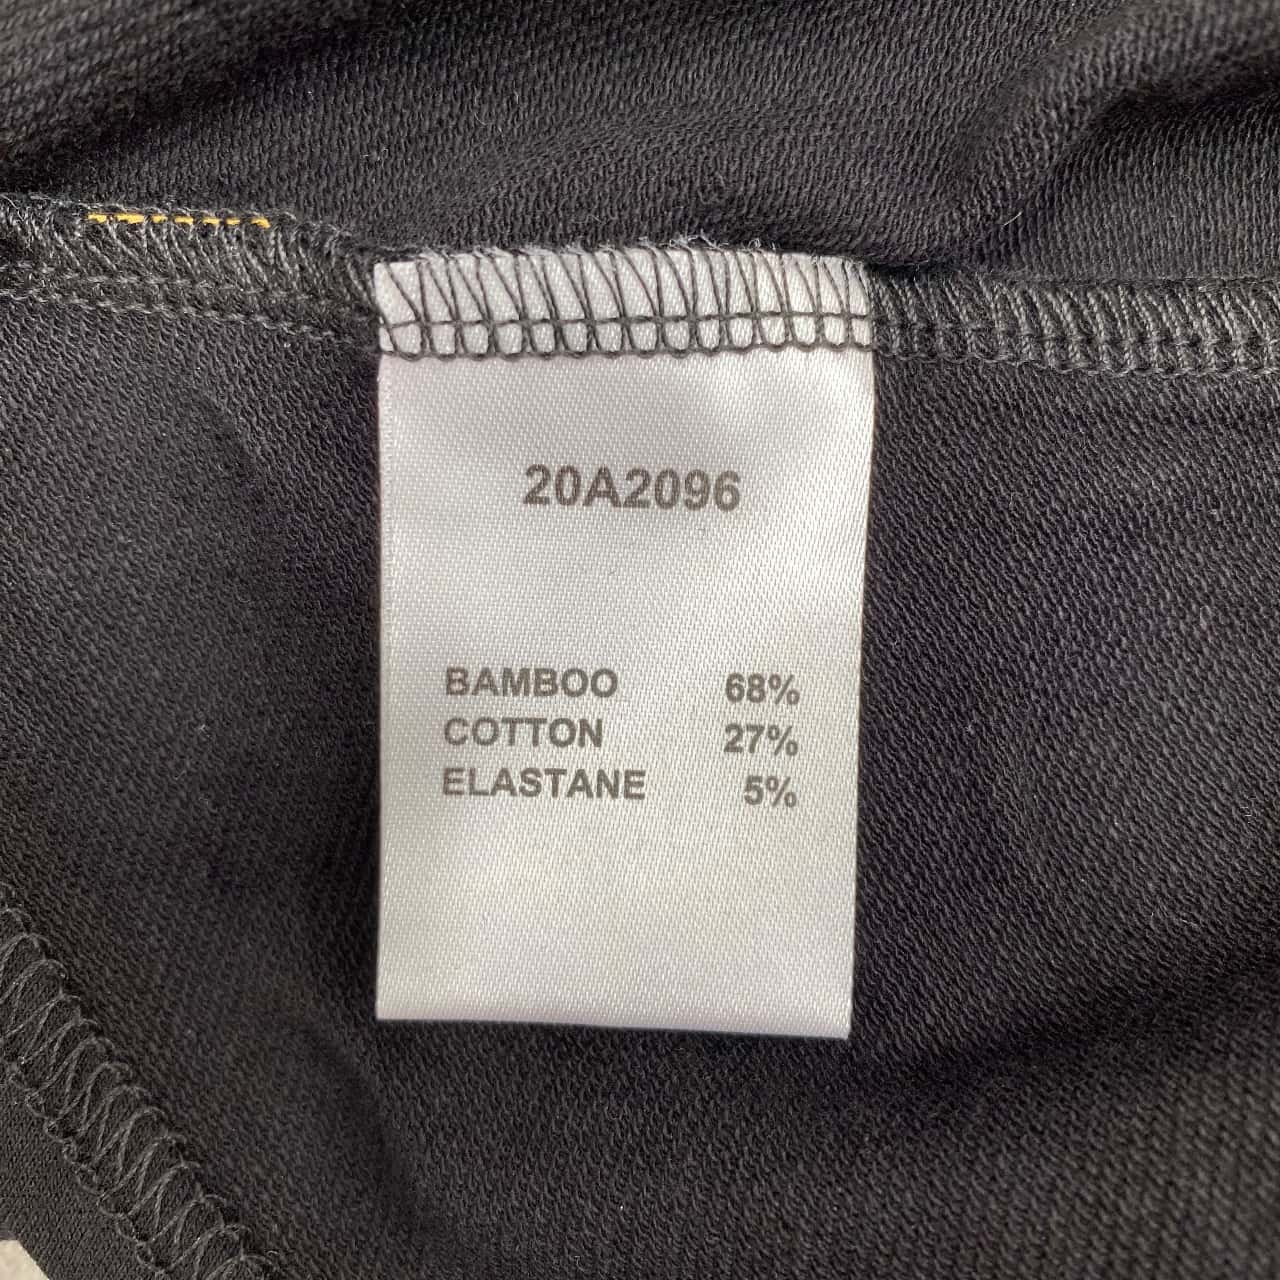 20A2096
BAMBOO 68%
COTTON 27%
ELASTANE 5%